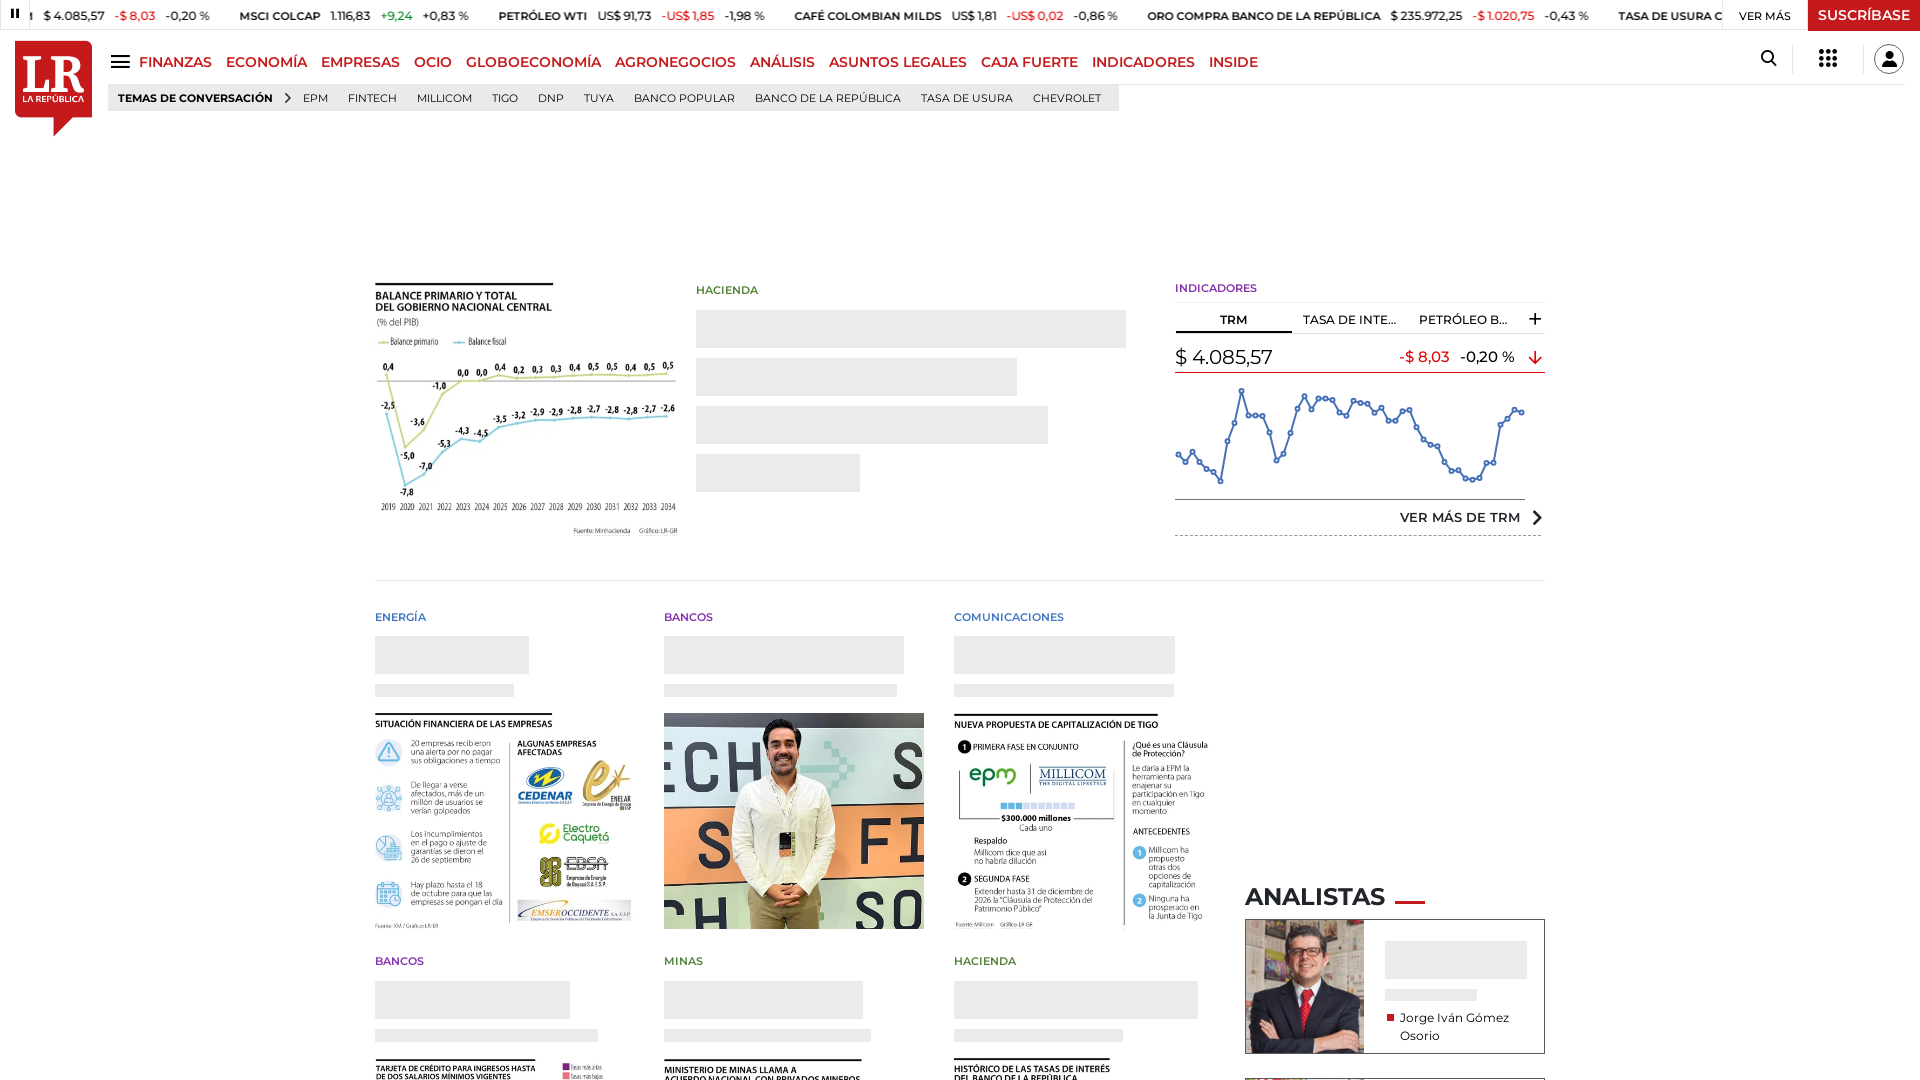 $ 4.085,57 -$ 8,03 -0,20 % MSCI COLCAP 1.116,83 +9,24 +0,83 % PETRÓLEO WTI US$ 91,73 -US$ 1,85 -1,98 % CAFÉ COLOMBIAN MILDS US$ 1,81 -US$ 0,02 -0,86 % ORO COMPRA BANCO DE LA REPÚBLICA $ 235.972,25 -$ 1.020,75 -0,43 % TASA DE USURA C VER MÁS SUSCRÍBASE
LR
LA REPÚBLICA
FINANZAS ECONOMÍA EMPRESAS OCIO GLOBOECONOMÍA AGRONEGOCIOS ANÁLISIS ASUNTOS LEGALES CAJA FUERTE INDICADORES INSIDE
TEMAS DE CONVERSACIÓN EPM FINTECH MILLICOM TIGO DNP TUYA BANCO POPULAR BANCO DE LA REPÚBLICA TASA DE USURA CHEVROLET
BALANCE PRIMARIO Y TOTAL
DEL GOBIERNO NACIONAL CENTRAL
(% del PIB)
Balance primario Balance fiscal
0,4 -5,0 -3,6 -1,0 0,0 0,0 0,4 0,2 0,3 0,3 0,4 0,5 0,5 0,4 0,5 0,5
-2,5 -7,8 -7,0 -5,3 -4,3 -4,5 -3,5 -3,2 -2,9 -2,9 -2,8 -2,7 -2,8 -2,8 -2,7 -2,6
2019 2020 2021 2022 2023 2024 2025 2026 2027 2028 2029 2030 2031 2032 2033 2034
Fuente: Minhacienda Gráfico: LR-GR
HACIENDA
INDICADORES
TRM TASA DE INTE... PETRÓLEO B...
$ 4.085,57 -$ 8,03 -0,20 %
VER MÁS DE TRM
ENERGÍA
SITUACIÓN FINANCIERA DE LAS EMPRESAS
20 empresas recibieron
una alerta por no pagar
sus obligaciones a tiempo
De llegar a verse
afectados, más de un
millón de usuarios se
verían golpeados
Los incumplimientos
en el pago o ajuste de
garantías se dieron el
26 de septiembre
Hay plazo hasta el 18
de octubre para que las
empresas se pongan el día
Fuente: XM / Gráfico: LR-ER
ALGUNAS EMPRESAS
AFECTADAS
CEDENAR
ENELAR
Electro
Caquetá
EBSA
Empresa de Energía
de Boyacá S.A. E.S.P.
EMSEROCCIDENTE S.A. E.S.P.
BANCOS
ECH S
S FI
CH SO
COMUNICACIONES
NUEVA PROPUESTA DE CAPITALIZACIÓN DE TIGO
1 PRIMERA FASE EN CONJUNTO
epm MILLICOM
THE DIGITAL LIFESTYLE
$300.000 millones
Cada uno
Respaldo
Millicom dice que así
no habría dilución
2 SEGUNDA FASE
Extender hasta 31 de diciembre de
2026 la "Cláusula de Protección del
Patrimonio Público"
Fuente: Millicom Gráfico: LR-GR
¿Qué es una Cláusula
de Protección?
Le daría a EPM la
herramienta para
enajenar su
participación en Tigo
en cualquier
momento
ANTECEDENTES
1 Millicom ha
propuesto
otras dos
opciones de
capitalización
2 Ninguna ha
prosperado en
la Junta de Tigo
ANALISTAS
Jorge Iván Gómez
Osorio
BANCOS
TARJETA DE CRÉDITO PARA INGRESOS HASTA
DE DOS SALARIOS MÍNIMOS VIGENTES
Tasas más altas
Tasas más bajas
MINAS
MINISTERIO DE MINAS LLAMA A
ACUERDO NACIONAL CON PRIVADOS MINEROS
HACIENDA
HISTÓRICO DE LAS TASAS DE INTERÉS
DEL BANCO DE LA REPÚBLICA